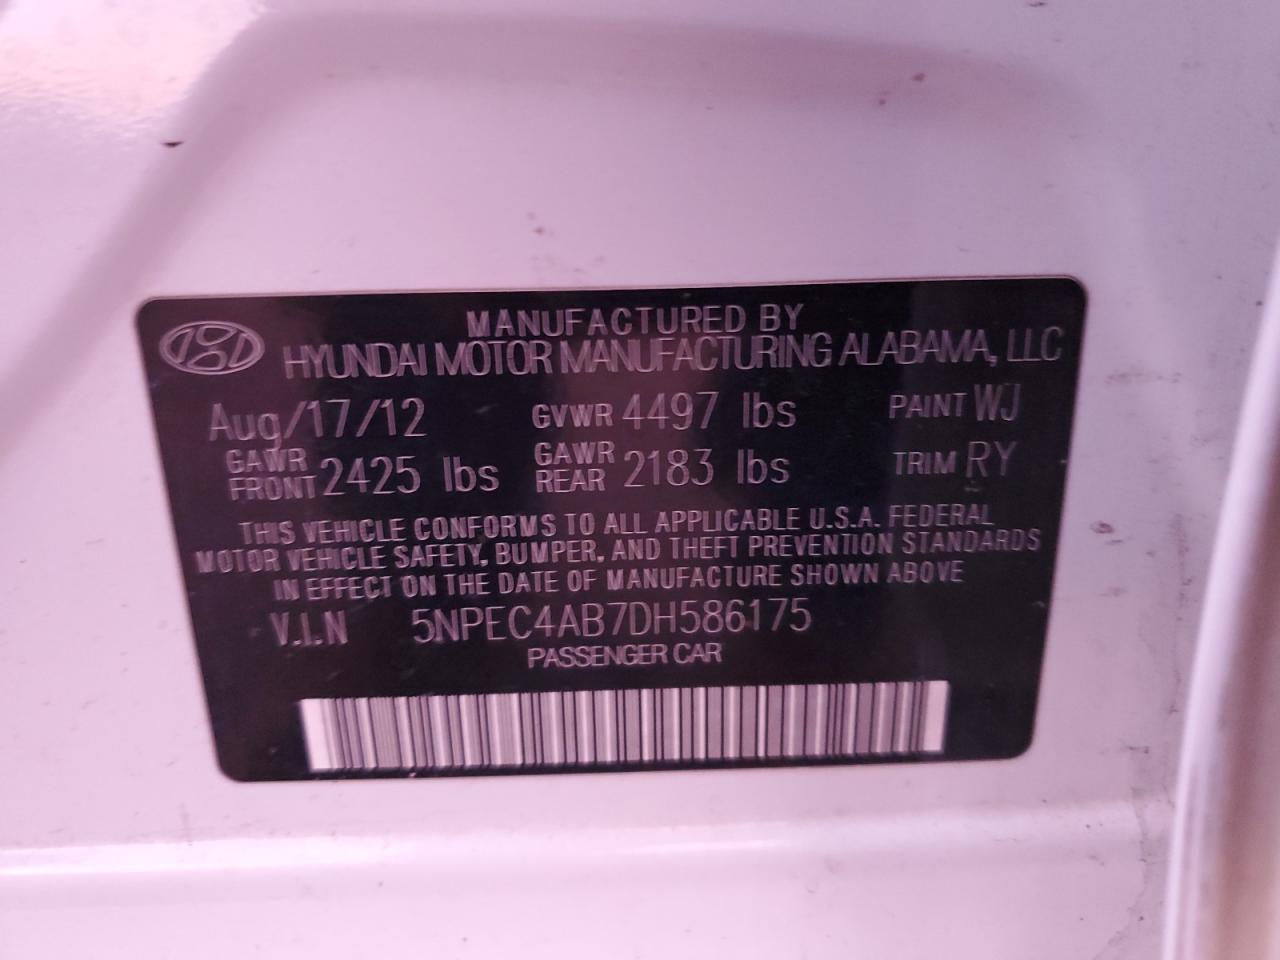 MANUFACTURED BY
HYUNDAI MOTOR MANUFACTURING ALABAMA, LLC
Aug/17/12 GVWR 4497 lbs PAINT WJ
GAWR FRONT 2425 lbs GAWR REAR 2183 lbs TRIM RY
THIS VEHICLE CONFORMS TO ALL APPLICABLE U.S.A. FEDERAL
MOTOR VEHICLE SAFETY, BUMPER, AND THEFT PREVENTION STANDARDS
IN EFFECT ON THE DATE OF MANUFACTURE SHOWN ABOVE
V.I.N 5NPEC4AB7DH586175
PASSENGER CAR